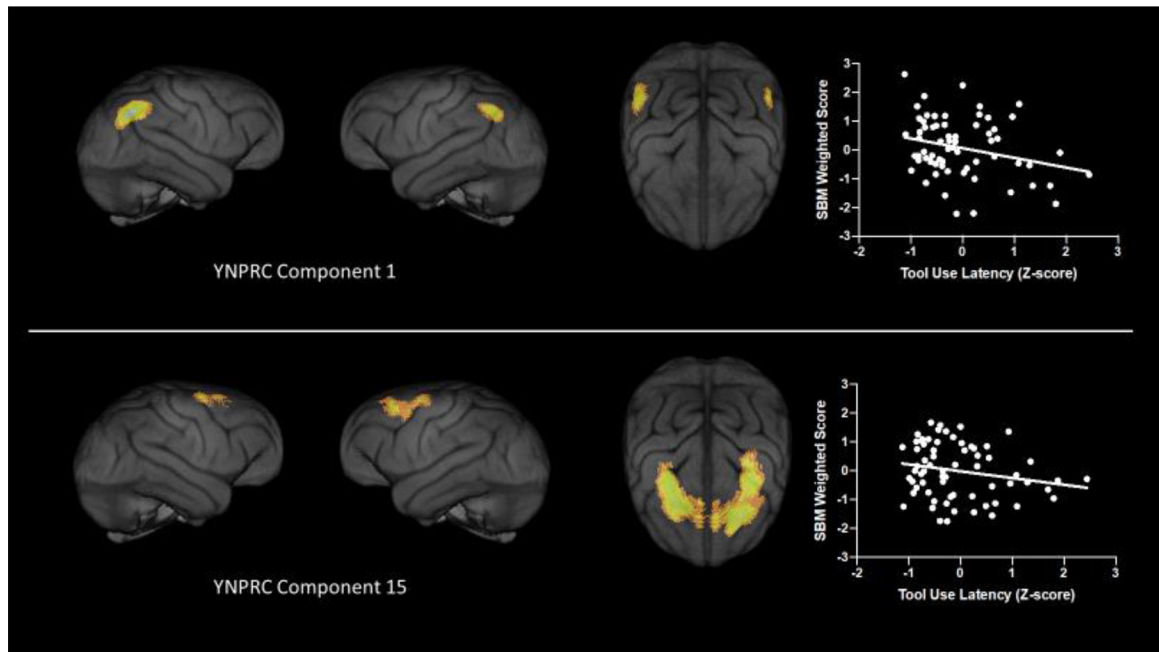 3
2
1
0
-1
-2
-3
SBM Weighted Score
-2 -1 0 1 2 3
Tool Use Latency (Z-score)
YNPRC Component 1
3
2
1
0
-1
-2
-3
SBM Weighted Score
-2 -1 0 1 2 3
Tool Use Latency (Z-score)
YNPRC Component 15